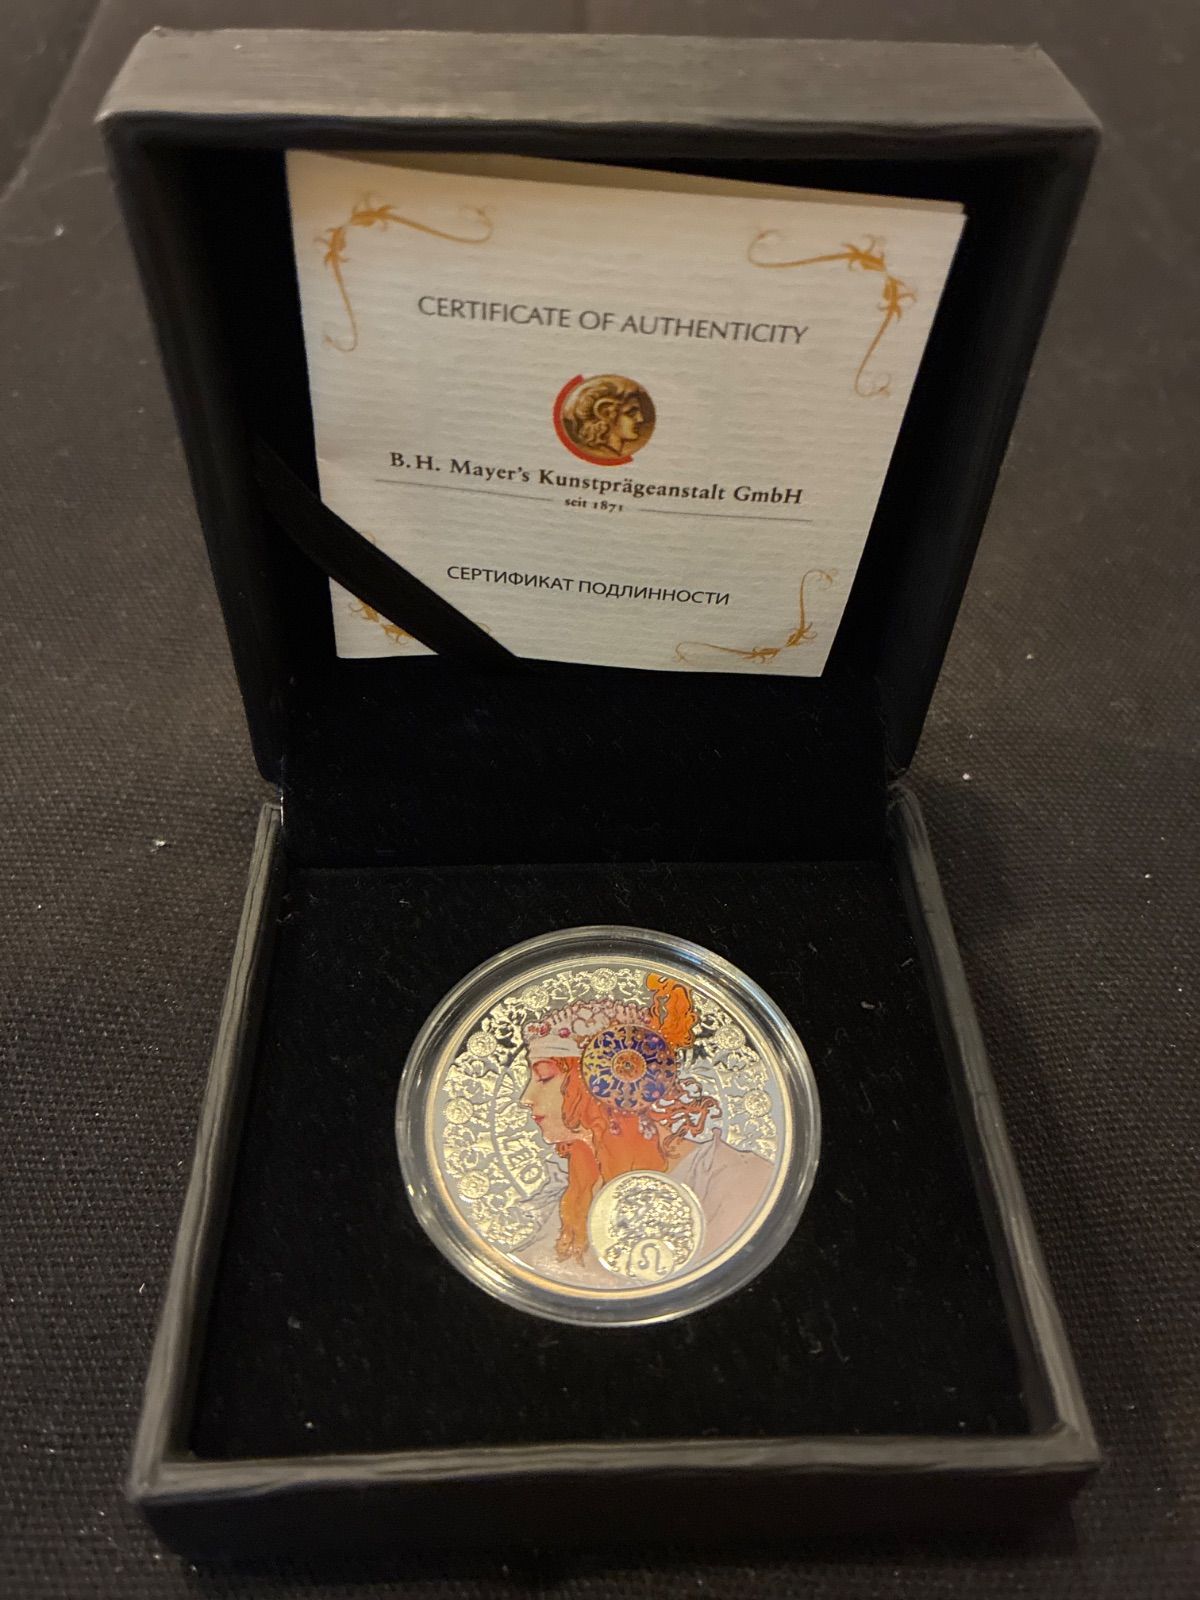 CERTIFICATE OF AUTHENTICITY
B. H. Mayer's Kunstprägeanstalt GmbH
seit 1871
СЕРТИФИКАТ ПОДЛИННОСТИ
LEO
♌